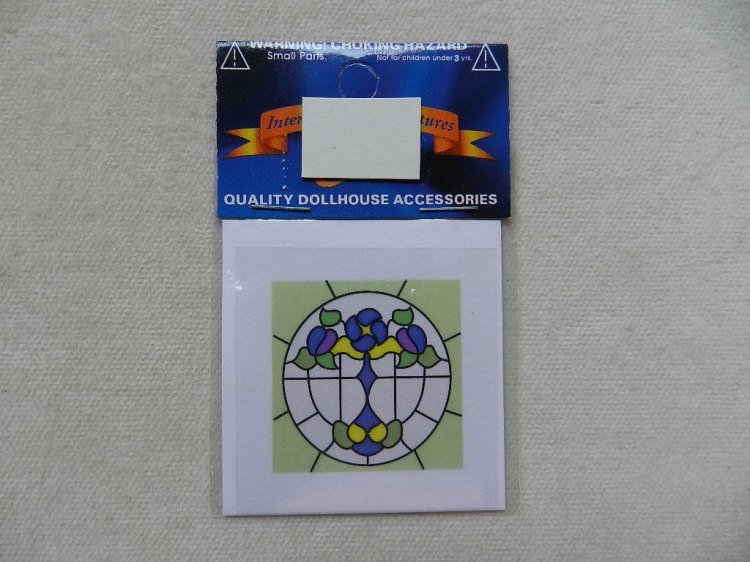 WARNING! CHOKING HAZARD
Small Parts.
Not for children under 3 yrs.
QUALITY DOLLHOUSE ACCESSORIES